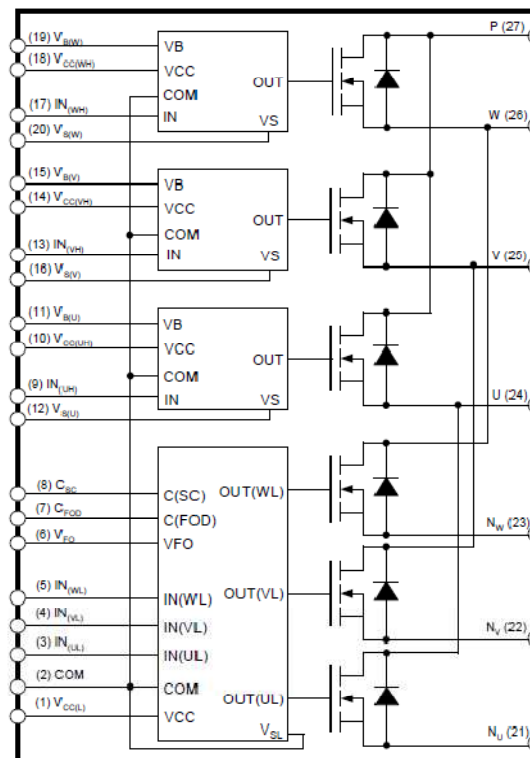 (19) VB(W)
(18) VCC(WH)
(17) IN(WH)
(20) VS(W)
VB
VCC
COM
IN
OUT
VS
P (27)
W (26)
(15) VB(V)
(14) VCC(VH)
(13) IN(VH)
(16) VS(V)
VB
VCC
COM
IN
OUT
VS
V (25)
(11) VB(U)
(10) VCC(UH)
(9) IN(UH)
(12) VS(U)
VB
VCC
COM
IN
OUT
VS
U (24)
(8) CSC
(7) CFOD
(6) VFO
(5) IN(WL)
(4) IN(VL)
(3) IN(UL)
(2) COM
(1) VCC(L)
C(SC)
C(FOD)
VFO
IN(WL)
IN(VL)
IN(UL)
COM
VCC
OUT(WL)
OUT(VL)
OUT(UL)
VSL
NW (23)
NV (22)
NU (21)